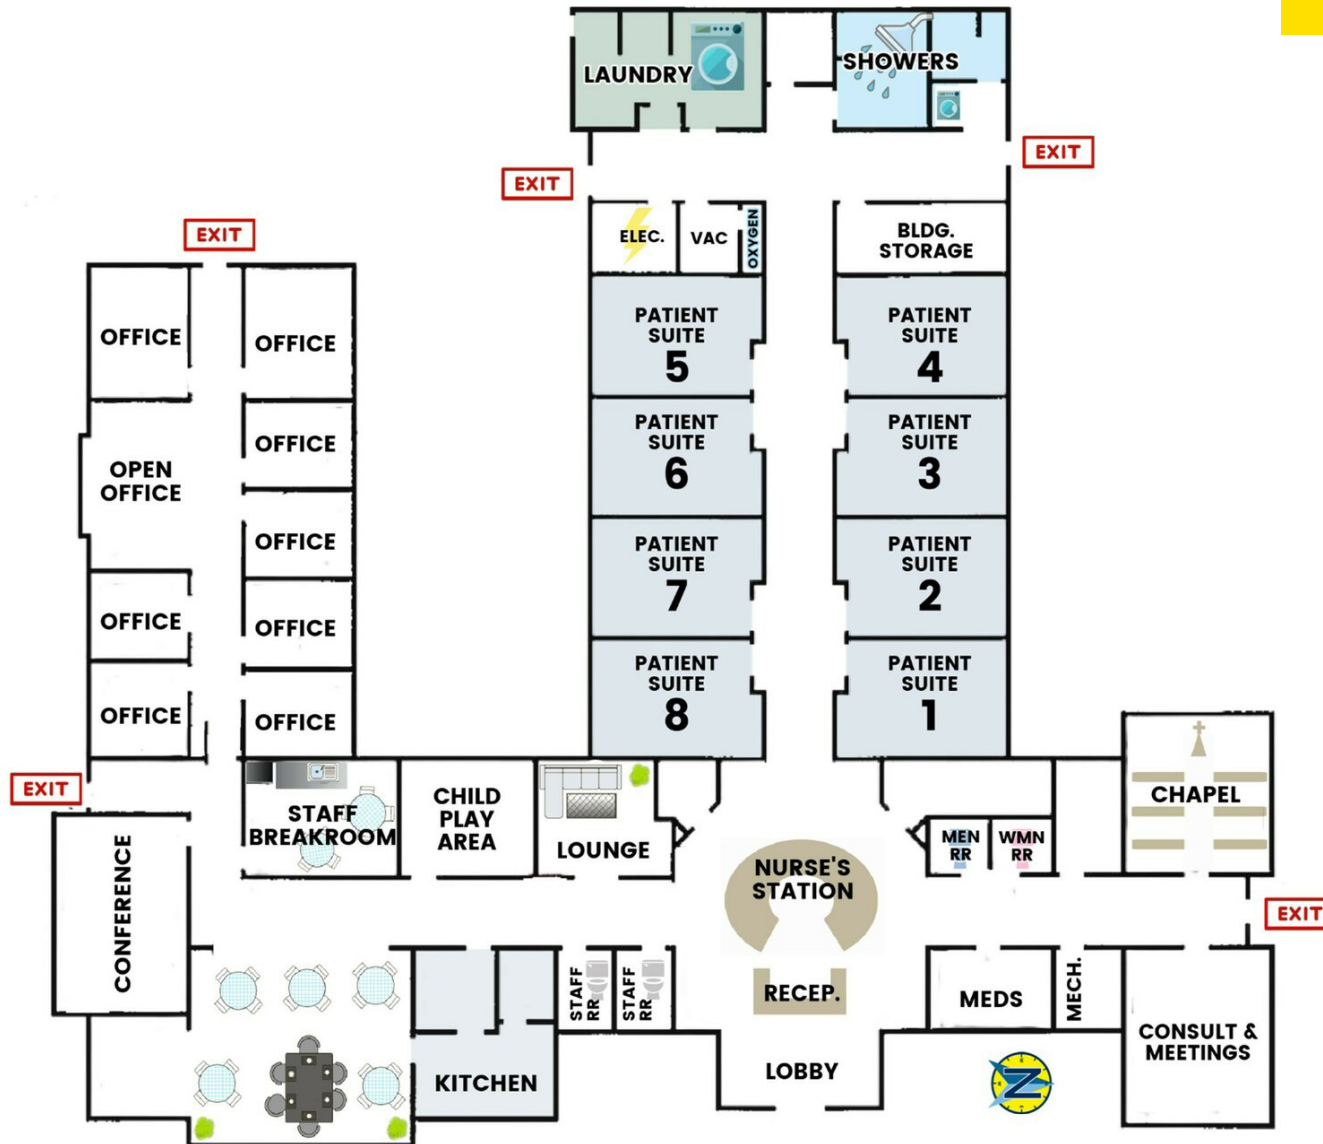 LAUNDRY
SHOWERS
EXIT
EXIT
EXIT
ELEC.
VAC
OXYGEN
BLDG.
STORAGE
OFFICE
OFFICE
OPEN
OFFICE
OFFICE
OFFICE
OFFICE
OFFICE
OFFICE
OFFICE
PATIENT
SUITE
5
PATIENT
SUITE
4
PATIENT
SUITE
6
PATIENT
SUITE
3
PATIENT
SUITE
7
PATIENT
SUITE
2
PATIENT
SUITE
8
PATIENT
SUITE
1
EXIT
CONFERENCE
STAFF
BREAKROOM
CHILD
PLAY
AREA
LOUNGE
NURSE'S
STATION
MEN
RR
WMN
RR
CHAPEL
EXIT
STAFF
RR
STAFF
RR
RECEP.
MEDS
MECH.
KITCHEN
LOBBY
CONSULT &
MEETINGS
Z